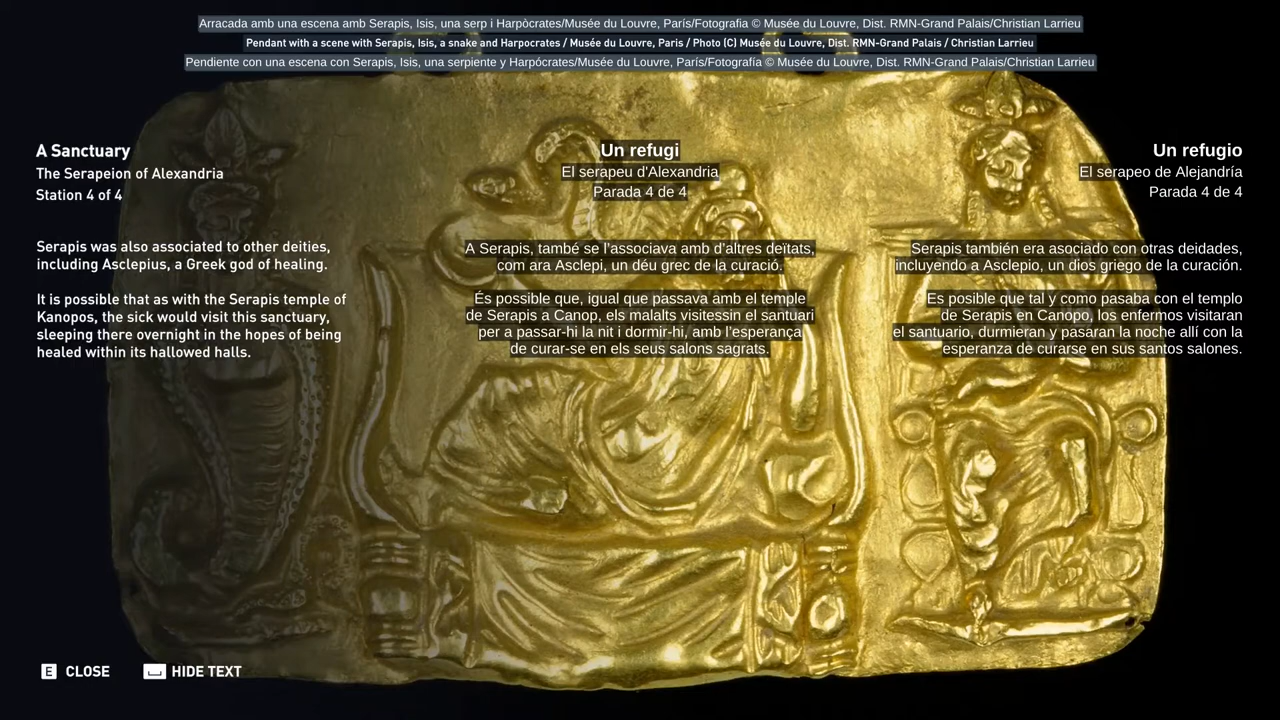 Arracada amb una escena amb Serapis, Isis, una serp i Harpòcrates/Musée du Louvre, París/Fotografia © Musée du Louvre, Dist. RMN-Grand Palais/Christian Larrieu
Pendant with a scene with Serapis, Isis, a snake and Harpocrates / Musée du Louvre, Paris / Photo (C) Musée du Louvre, Dist. RMN-Grand Palais / Christian Larrieu
Pendiente con una escena con Serapis, Isis, una serpiente y Harpócrates/Musée du Louvre, París/Fotografía © Musée du Louvre, Dist. RMN-Grand Palais/Christian Larrieu
A Sanctuary
The Serapeion of Alexandria
Station 4 of 4
Serapis was also associated to other deities,
including Asclepius, a Greek god of healing.
It is possible that as with the Serapis temple of
Kanopos, the sick would visit this sanctuary,
sleeping there overnight in the hopes of being
healed within its hallowed halls.
Un refugi
El serapeu d'Alexandria
Parada 4 de 4
A Serapis, també se l'associava amb d'altres deïtats,
com ara Asclepi, un déu grec de la curació.
És possible que, igual que passava amb el temple
de Serapis a Canop, els malalts visitessin el santuari
per a passar-hi la nit i dormir-hi, amb l'esperança
de curar-se en els seus salons sagrats.
Un refugio
El serapeo de Alejandría
Parada 4 de 4
Serapis también era asociado con otras deidades,
incluyendo a Asclepio, un dios griego de la curación.
Es posible que tal y como pasaba con el templo
de Serapis en Canopo, los enfermos visitaran
el santuario, durmieran y pasaran la noche allí con la
esperanza de curarse en sus santos salones.
E CLOSE
HIDE TEXT